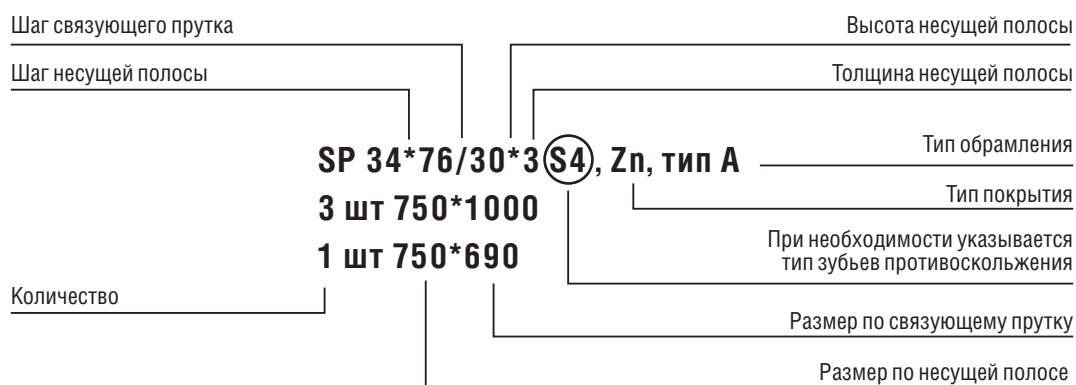 Шаг связующего прутка
Высота несущей полосы
Шаг несущей полосы
Толщина несущей полосы
SP 34*76/30*3 S4, Zn, тип А
Тип обрамления
Тип покрытия
3 шт 750*1000
1 шт 750*690
При необходимости указывается
тип зубьев противоскольжения
Количество
Размер по связующему прутку
Размер по несущей полосе